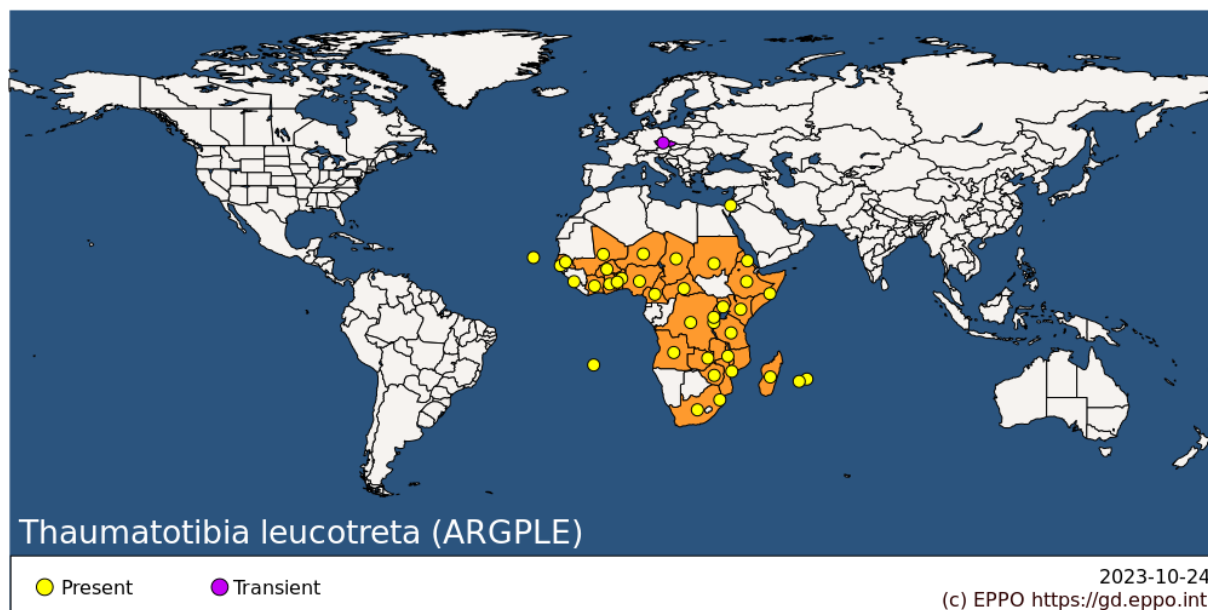 Thaumatotibia leucotreta (ARGPLE)
Present
Transient
2023-10-24
(c) EPPO https://gd.eppo.int